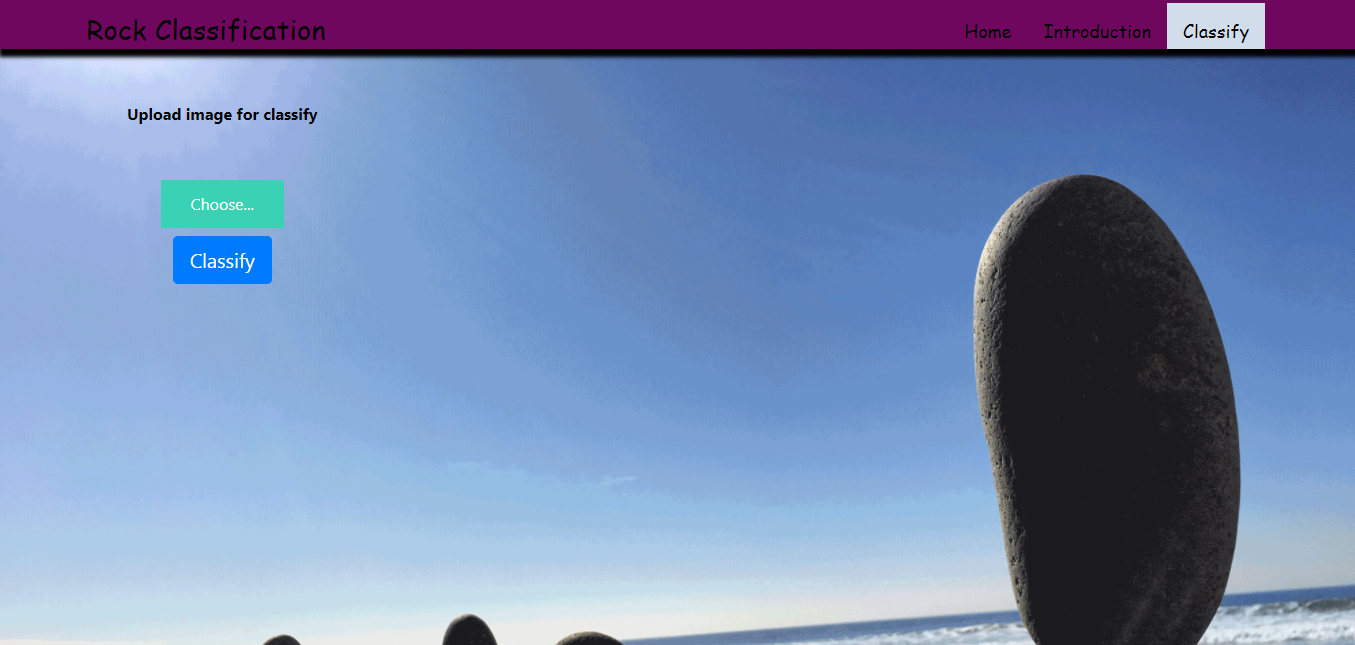 Rock Classification
Home Introduction Classify
Upload image for classify
Choose...
Classify